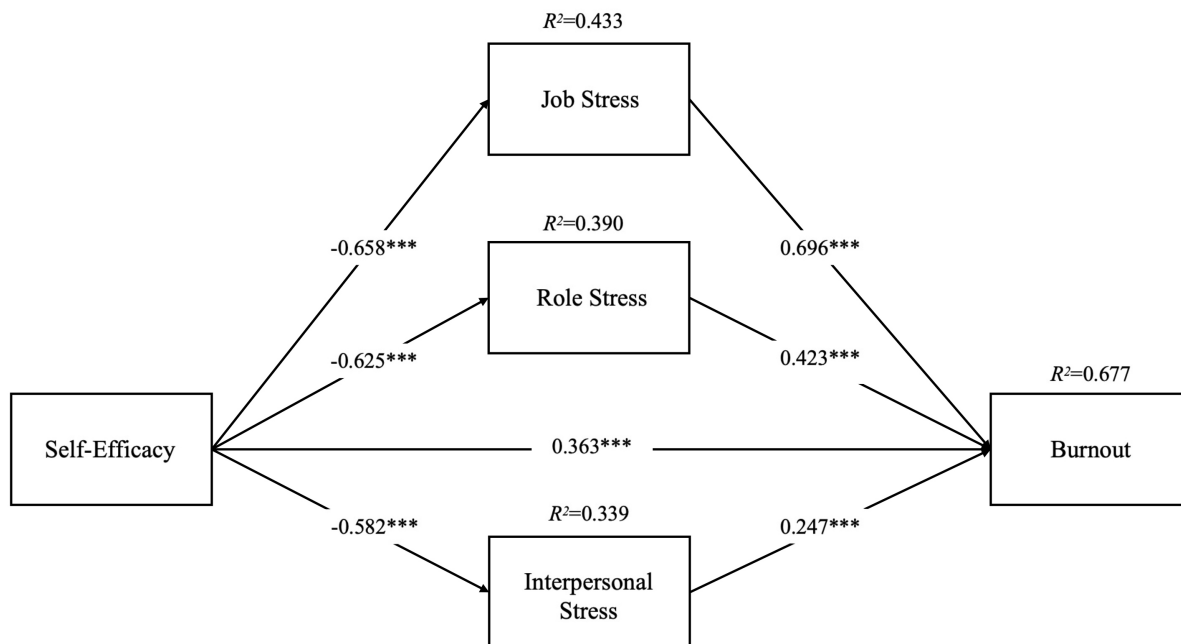 R²=0.433
Job Stress
-0.658***
0.696***
R²=0.390
Role Stress
-0.625***
0.423***
R²=0.677
Self-Efficacy
0.363***
Burnout
-0.582***
R²=0.339
0.247***
Interpersonal
Stress